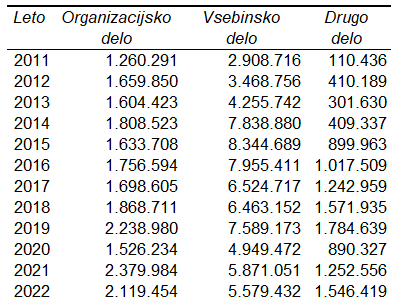 Leto Organizacijsko Vsebinsko Drugo
delo delo delo
2011 1.260.291 2.908.716 110.436
2012 1.659.850 3.468.756 410.189
2013 1.604.423 4.255.742 301.630
2014 1.808.523 7.838.880 409.337
2015 1.633.708 8.344.689 899.963
2016 1.756.594 7.955.411 1.017.509
2017 1.698.605 6.524.717 1.242.959
2018 1.868.711 6.463.152 1.571.935
2019 2.238.980 7.589.173 1.784.639
2020 1.526.234 4.949.472 890.327
2021 2.379.984 5.871.051 1.252.556
2022 2.119.454 5.579.432 1.546.419